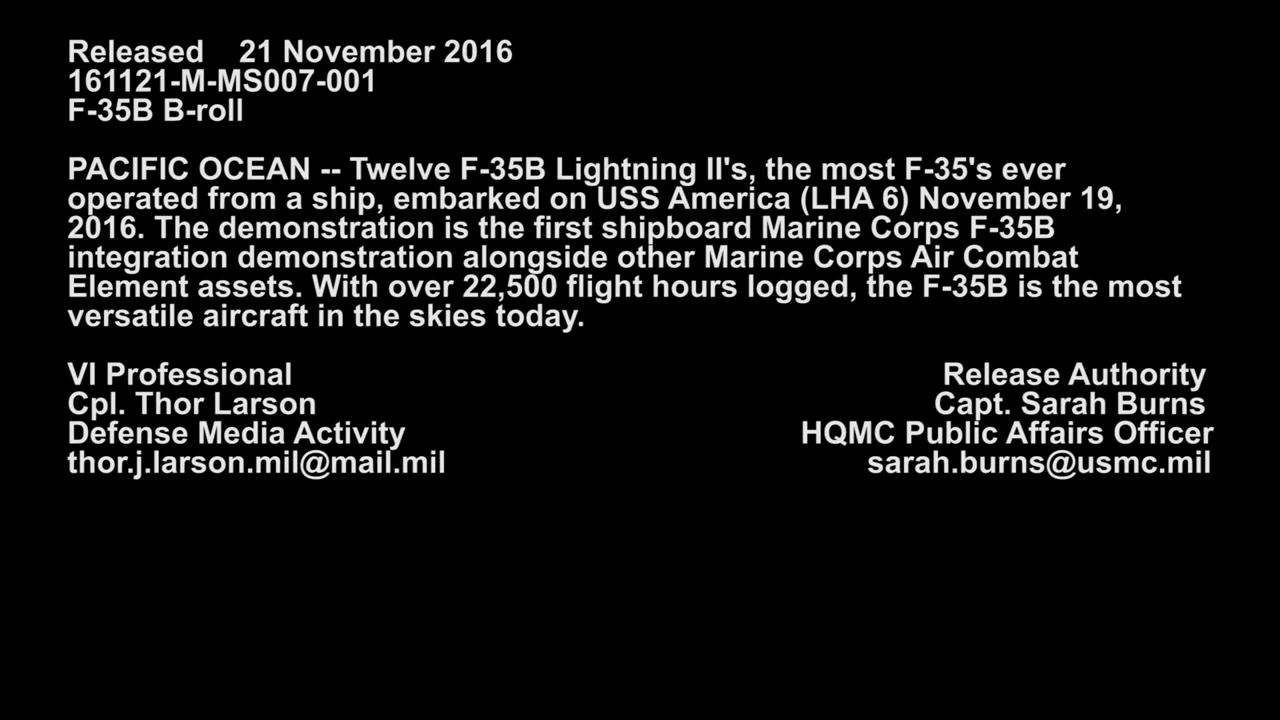 Released    21 November 2016
161121-M-MS007-001
F-35B B-roll
PACIFIC OCEAN -- Twelve F-35B Lightning II's, the most F-35's ever
operated from a ship, embarked on USS America (LHA 6) November 19,
2016. The demonstration is the first shipboard Marine Corps F-35B
integration demonstration alongside other Marine Corps Air Combat
Element assets. With over 22,500 flight hours logged, the F-35B is the most
versatile aircraft in the skies today.
VI Professional
Cpl. Thor Larson
Defense Media Activity
thor.j.larson.mil@mail.mil
Release Authority
Capt. Sarah Burns
HQMC Public Affairs Officer
sarah.burns@usmc.mil